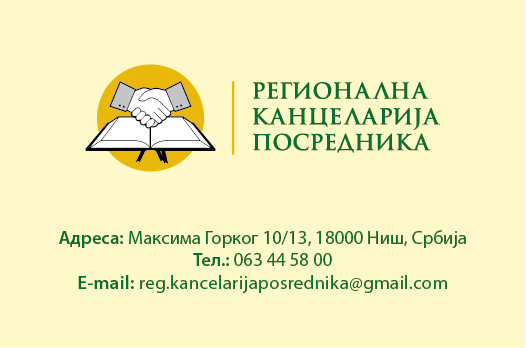 РЕГИОНАЛНА
КАНЦЕЛАРИЈА
ПОСРЕДНИКА
Адреса: Максима Горког 10/13, 18000 Ниш, Србија
Тел.: 063 44 58 00
E-mail: reg.kancelarijaposrednika@gmail.com